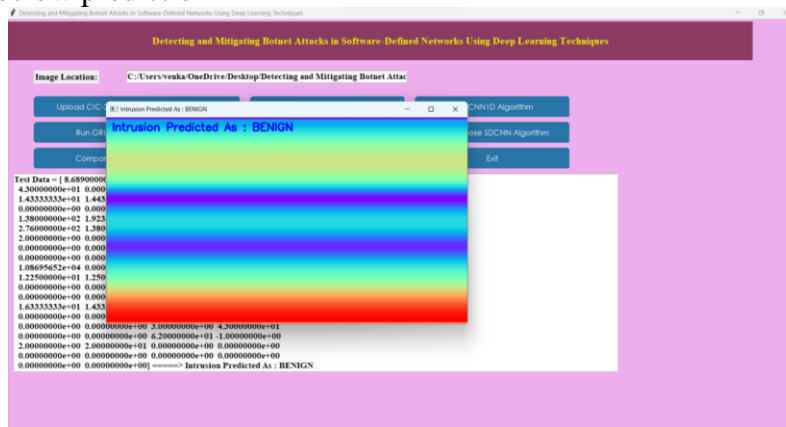 Detecting and Mitigating Botnet Attacks in Software-Defined Networks Using Deep Learning Techniques
Detecting and Mitigating Botnet Attacks in Software-Defined Networks Using Deep Learning Techniques
Image Location: C:/Users/venka/OneDrive/Desktop/Detecting and Mitigating Botnet Attac
Upload CIC- CNN1D Algorithm
Intrusion Predicted As : BENIGN
Intrusion Predicted As : BENIGN
Run GRU ose SDCNN Algorithm
Compar Exit
Test Data = [ 8.6890000
4.30000000e+01 0.000
1.43333333e+01 1.443
0.00000000e+00 0.000
1.38000000e+02 1.923
2.76000000e+02 1.380
2.00000000e+00 0.000
0.00000000e+00 0.000
0.00000000e+00 0.000
1.08695652e+04 0.000
1.22500000e+01 1.250
0.00000000e+00 0.000
0.00000000e+00 0.000
1.63333333e+01 1.433
0.00000000e+00 0.000
0.00000000e+00 0.00000000e+00 3.00000000e+00 4.30000000e+01
0.00000000e+00 0.00000000e+00 6.20000000e+01 -1.00000000e+00
2.00000000e+00 2.00000000e+01 0.00000000e+00 0.00000000e+00
0.00000000e+00 0.00000000e+00 0.00000000e+00 0.00000000e+00
0.00000000e+00 0.00000000e+00] =====> Intrusion Predicted As : BENIGN